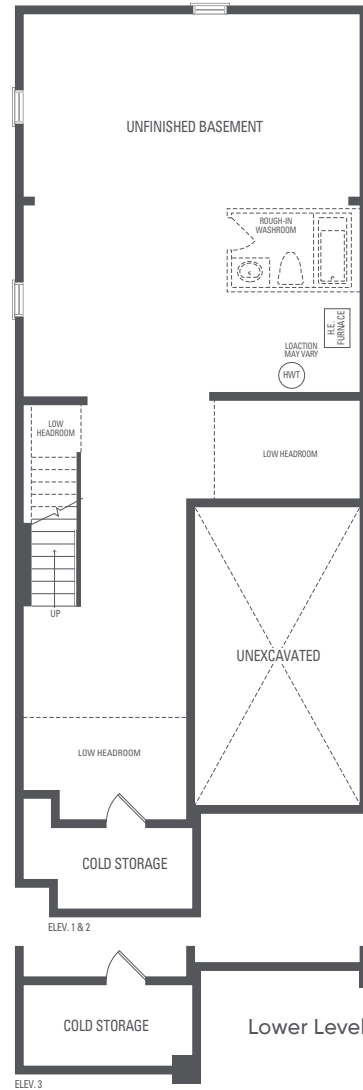 UNFINISHED BASEMENT
ROUGH-IN
WASHROOM
H.E.
FURNACE
LOACTION
MAY VARY
HWT
LOW
HEADROOM
LOW HEADROOM
UP
UNEXCAVATED
LOW HEADROOM
COLD STORAGE
ELEV. 1 & 2
COLD STORAGE
Lower Level
ELEV. 3